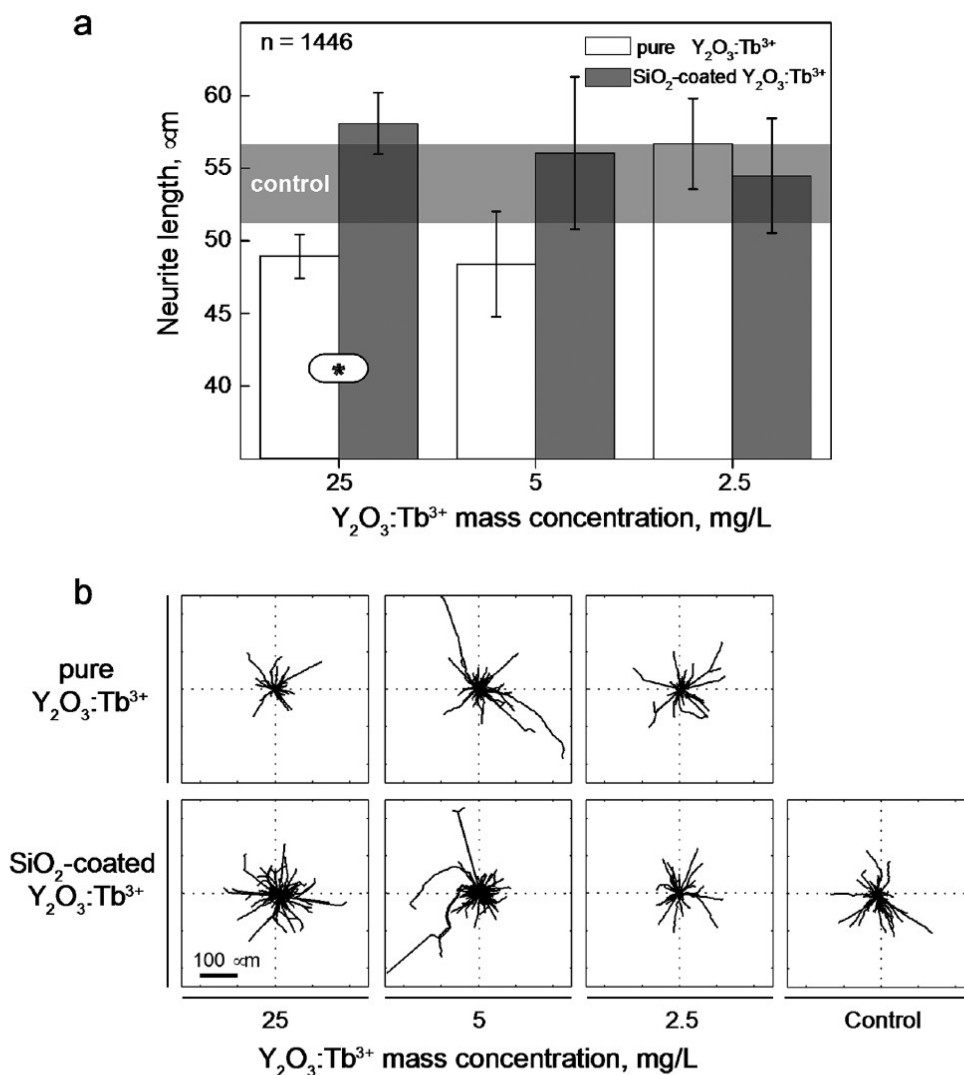 a
n = 1446
pure Y₂O₃:Tb³⁺
SiO₂-coated Y₂O₃:Tb³⁺
60
55
50
45
40
control
Neurite length, ∝m
*
25 5 2.5
Y₂O₃:Tb³⁺ mass concentration, mg/L
b
pure
Y₂O₃:Tb³⁺
SiO₂-coated
Y₂O₃:Tb³⁺
100 ∝m
25 5 2.5 Control
Y₂O₃:Tb³⁺ mass concentration, mg/L